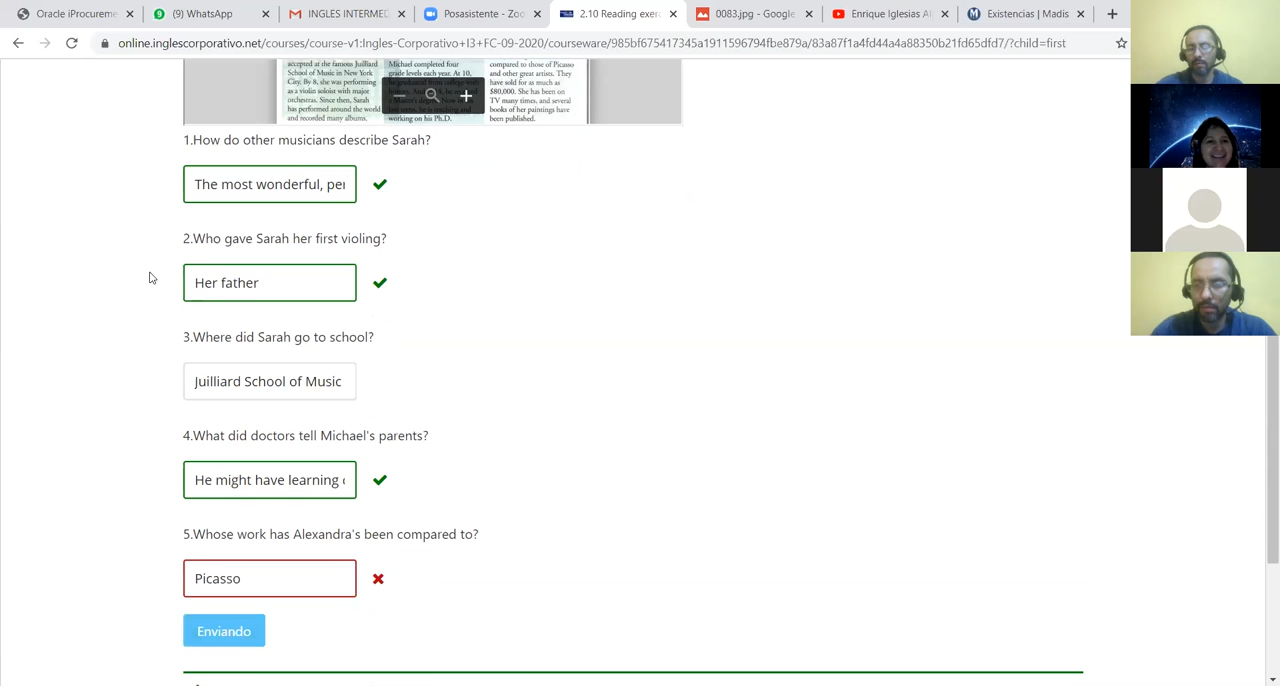 Oracle iProcureme
(9) WhatsApp
INGLES INTERMED
Posasistente - Zoo
2.10 Reading exer
0083.jpg - Google
Enrique Iglesias A
Existencias | Madis
online.inglescorporativo.net/courses/course-v1:Ingles-Corporativo+I3+FC-09-2020/courseware/985bf675417345a1911596794fbe879a/83a87f1a4fd44a4a88350b21fd65dfd7/?child=first
accepted at the famous Juilliard
School of Music in New York
City. By 8, she was performing
as a violin soloist with major
orchestras. Since then, Sarah
has performed around the world
and recorded many albums.
Michael completed four
grade levels each year. At 10,
working on his Ph.D.
compared to those of Picasso
and other great artists. They
have sold for as much as
$80,000. She has been on
TV many times, and several
books of her paintings have
been published.
1.How do other musicians describe Sarah?
The most wonderful, per
2.Who gave Sarah her first violing?
Her father
3.Where did Sarah go to school?
Juilliard School of Music
4.What did doctors tell Michael's parents?
He might have learning
5.Whose work has Alexandra's been compared to?
Picasso
Enviando